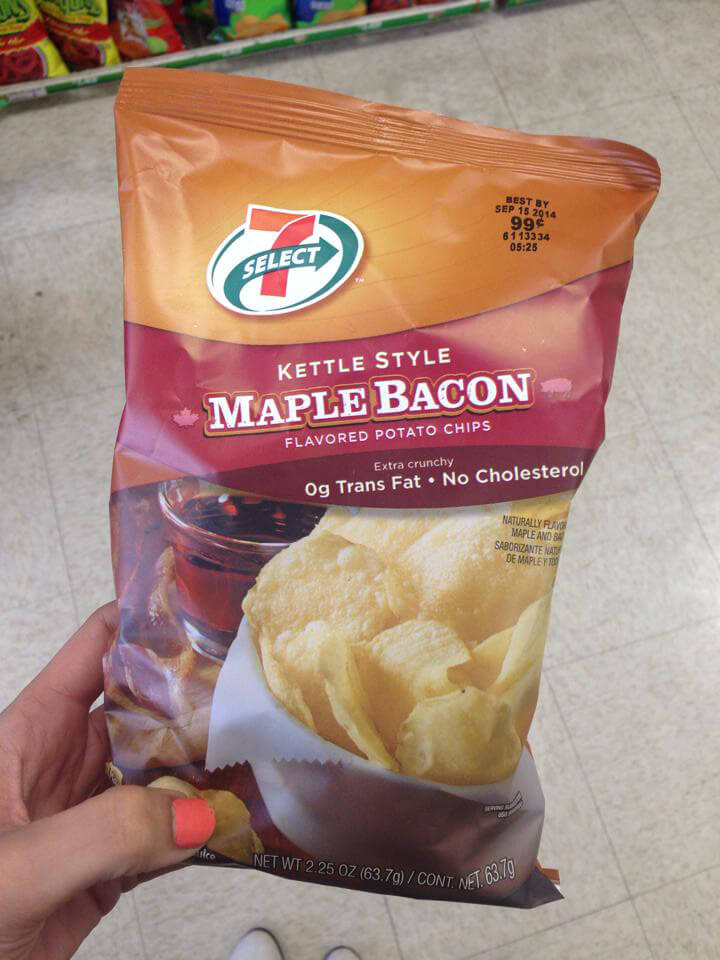 BEST BY
SEP 15 2014
99¢
6113334
05:25
7
SELECT
TM
KETTLE STYLE
MAPLE BACON
FLAVORED POTATO CHIPS
Extra crunchy
0g Trans Fat • No Cholesterol
NATURALLY
MAPLE AND
SABORIZANTE
DE MAPLE Y
SERVING
NET WT 2.25 OZ (63.7g) / CONT. NET. 63.7g